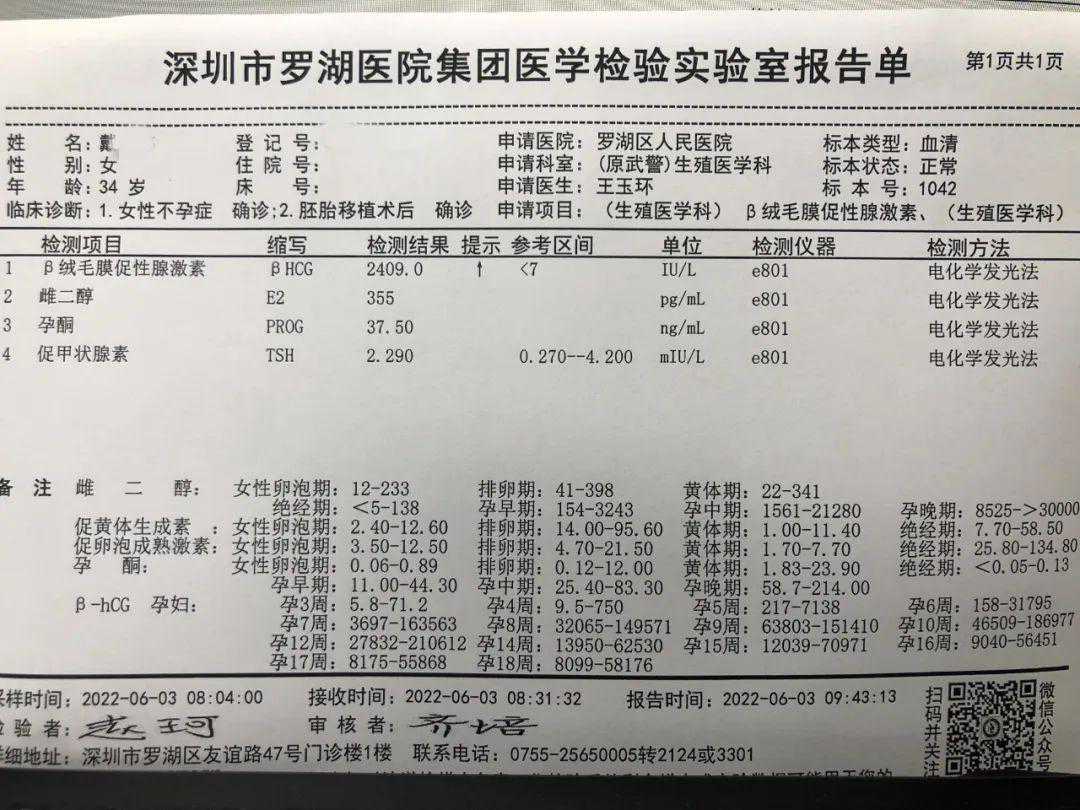 深圳市罗湖医院集团医学检验实验室报告单 第1页共1页
姓 名：戴 登 记 号： 申请医院：罗湖区人民医院 标本类型：血清
性 别：女 住 院 号： 申请科室：(原武警)生殖医学科 标本状态：正常
年 龄：34 岁 床 号： 申请医生：王玉环 标 本 号：1042
临床诊断：1.女性不孕症 确诊;2.胚胎移植术后 确诊 申请项目：（生殖医学科） β绒毛膜促性腺激素、（生殖医学科）
检测项目 缩写 检测结果 提示 参考区间 单位 检测仪器 检测方法
1 β绒毛膜促性腺激素 βHCG 2409.0 ↑ <7 IU/L e801 电化学发光法
2 雌二醇 E2 355 pg/mL e801 电化学发光法
3 孕酮 PROG 37.50 ng/mL e801 电化学发光法
4 促甲状腺素 TSH 2.290 0.270--4.200 mIU/L e801 电化学发光法
备 注 雌 二 醇： 女性卵泡期：12-233 排卵期：41-398 黄体期：22-341
绝经期：<5-138 孕早期：154-3243 孕中期：1561-21280 孕晚期：8525->30000
促黄体生成素 ：女性卵泡期：2.40-12.60 排卵期：14.00-95.60 黄体期：1.00-11.40 绝经期：7.70-58.50
促卵泡成熟激素：女性卵泡期：3.50-12.50 排卵期：4.70-21.50 黄体期：1.70-7.70 绝经期：25.80-134.80
孕 酮： 女性卵泡期：0.06-0.89 排卵期：0.12-12.00 黄体期：1.83-23.90 绝经期：<0.05-0.13
孕早期：11.00-44.30 孕中期：25.40-83.30 孕晚期：58.7-214.00
β-hCG 孕妇： 孕3周：5.8-71.2 孕4周：9.5-750 孕5周：217-7138 孕6周：158-31795
孕7周：3697-163563 孕8周：32065-149571 孕9周：63803-151410 孕10周：46509-186977
孕12周：27832-210612 孕14周：13950-62530 孕15周：12039-70971 孕16周：9040-56451
孕17周：8175-55868 孕18周：8099-58176
采样时间：2022-06-03 08:04:00 接收时间：2022-06-03 08:31:32 报告时间：2022-06-03 09:43:13
检 验 者： 审 核 者：
详细地址：深圳市罗湖区友谊路47号门诊楼1楼 联系电话：0755-25650005转2124或3301
扫码并关注
微信公众号